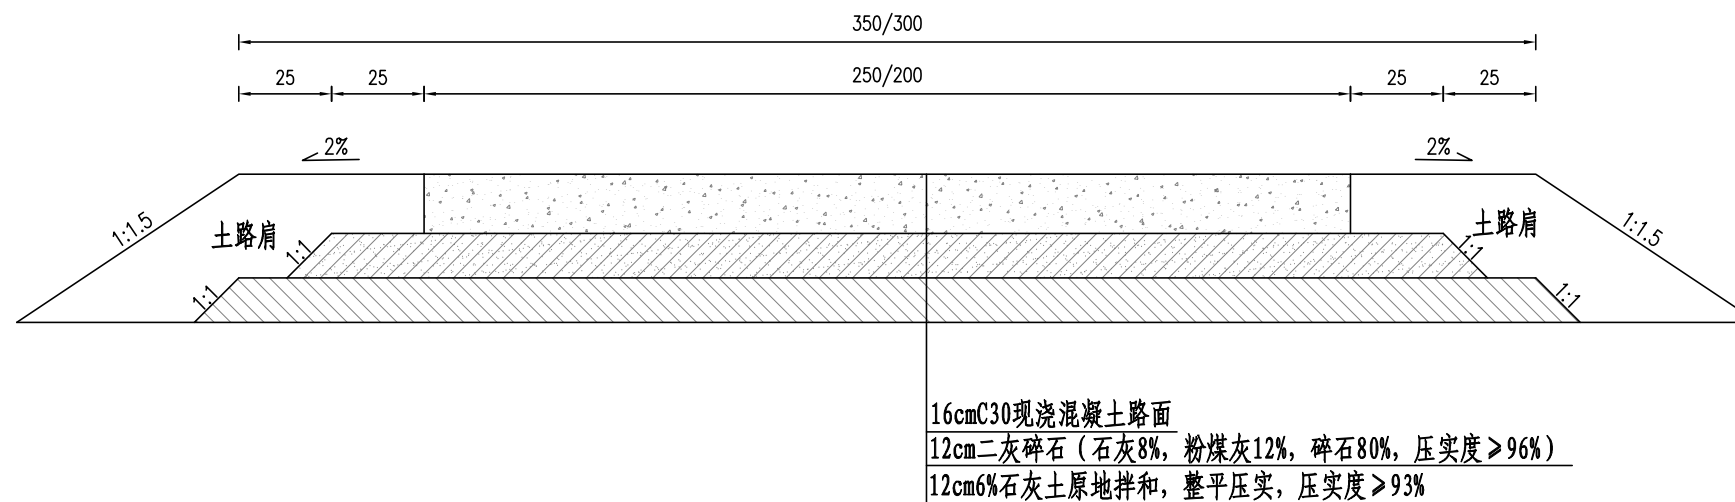 350/300
25 25 250/200 25 25
2% 2%
1:1.5 土路肩 1:1 土路肩 1:1 1:1.5
1:1 1:1
16cmC30现浇混凝土路面
12cm二灰碎石（石灰8%，粉煤灰12%，碎石80%，压实度≥96%）
12cm6%石灰土原地拌和，整平压实，压实度≥93%